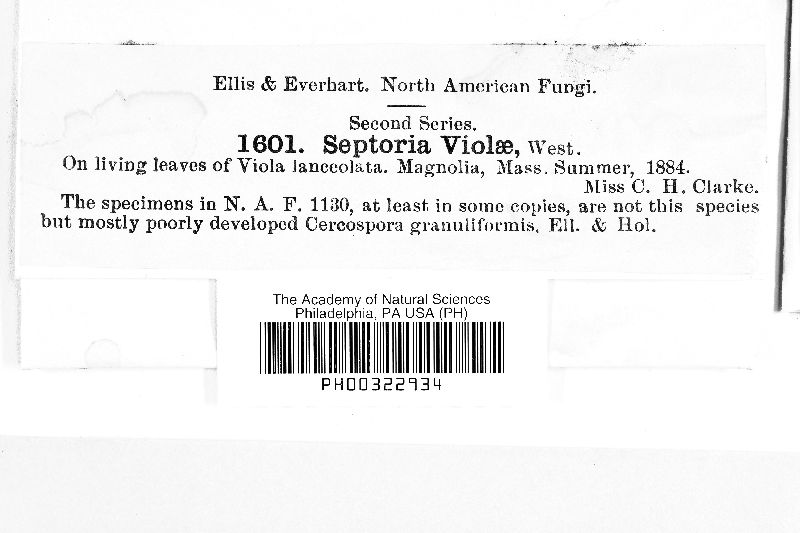 Ellis & Everhart. North American Fungi.
Second Series.
1601. Septoria Violæ, West.
On living leaves of Viola lanceolata. Magnolia, Mass. Summer, 1884.
Miss C. H. Clarke.
The specimens in N. A. F. 1130, at least in some copies, are not this species
but mostly poorly developed Cercospora granuliformis, Ell. & Hol.
The Academy of Natural Sciences
Philadelphia, PA USA (PH)
PH00322934